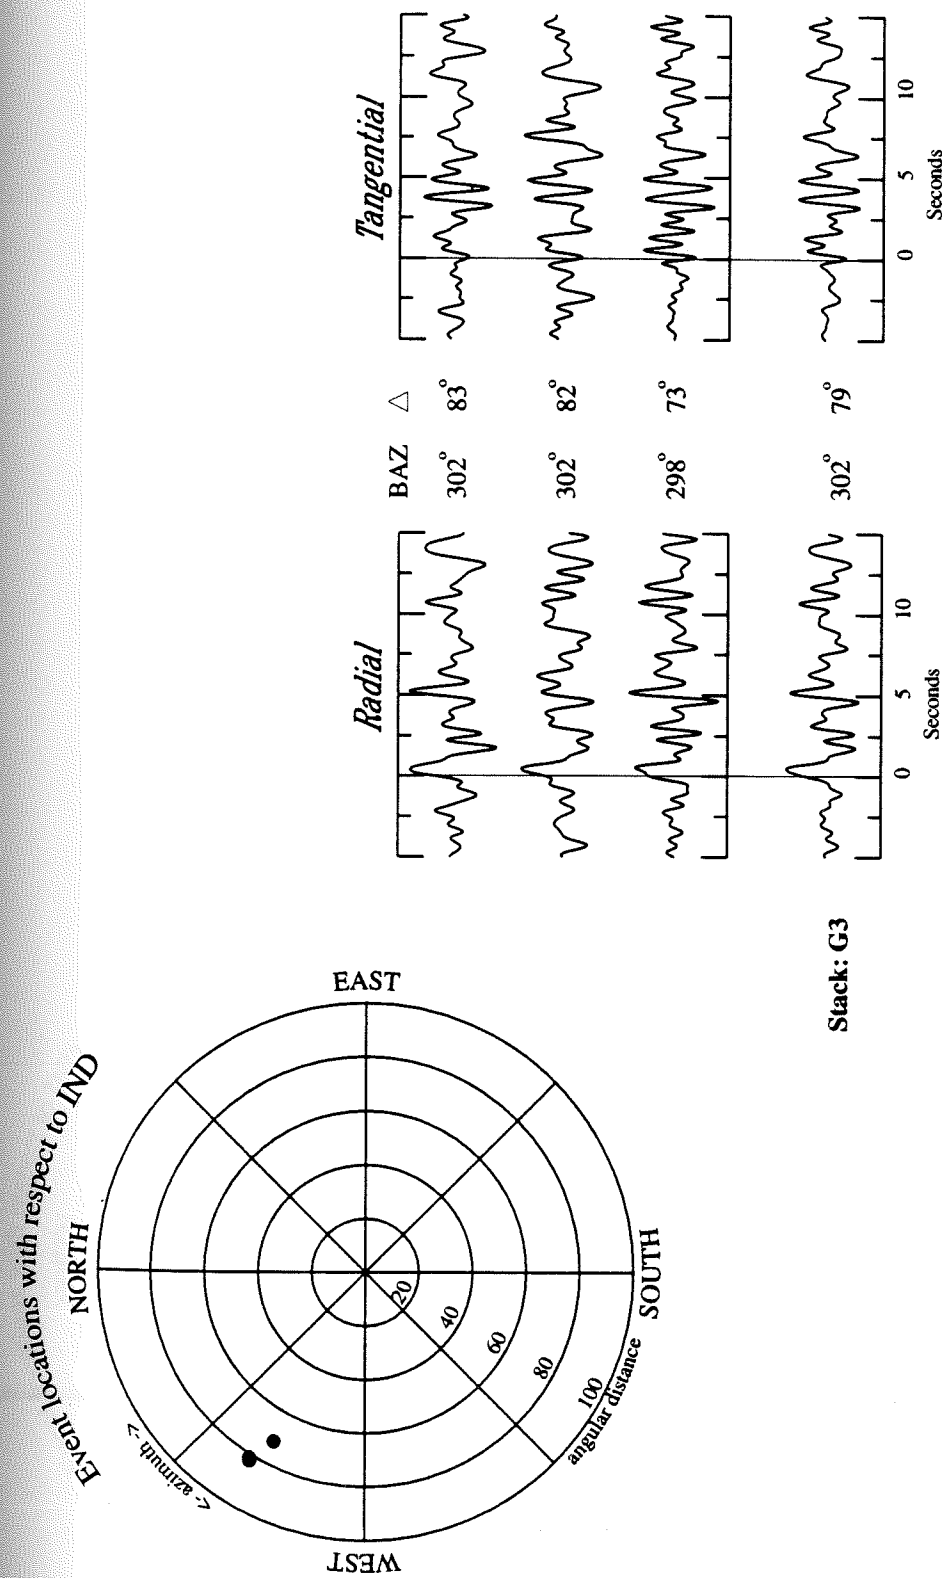 Event locations with respect to IND
NORTH
EAST
SOUTH
WEST
<- azimuth ->
20
40
60
80
100
angular distance
Radial
BAZ △
Tangential
302° 83°
302° 82°
298° 73°
Stack: G3
302° 79°
0 5 10
Seconds
0 5 10
Seconds